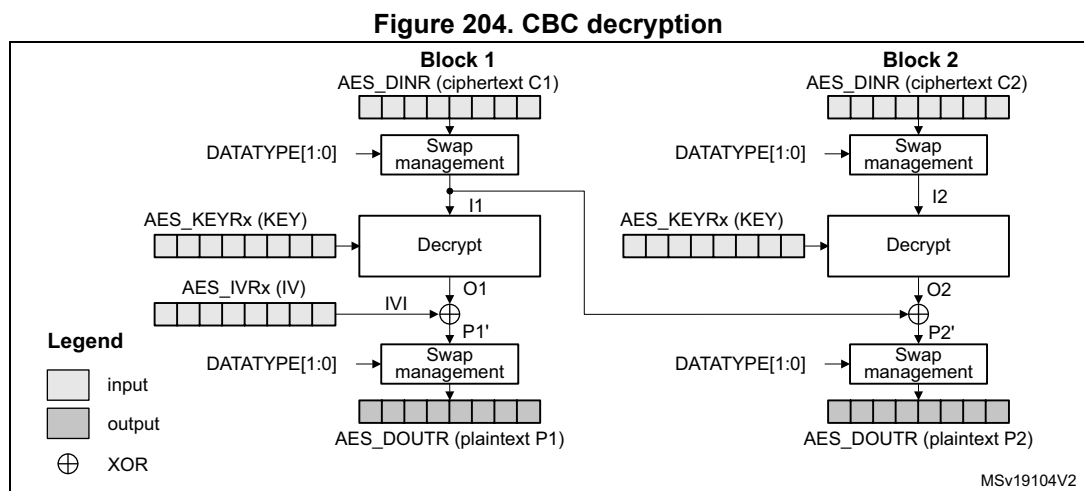 Figure 204. CBC decryption
Block 1
Block 2
AES_DINR (ciphertext C1)
AES_DINR (ciphertext C2)
DATATYPE[1:0]
Swap
management
DATATYPE[1:0]
Swap
management
I1
I2
AES_KEYRx (KEY)
Decrypt
AES_KEYRx (KEY)
Decrypt
AES_IVRx (IV)
IVI
O1
O2
P1'
P2'
Legend
DATATYPE[1:0]
Swap
management
DATATYPE[1:0]
Swap
management
input
output
AES_DOUTR (plaintext P1)
AES_DOUTR (plaintext P2)
XOR
MSv19104V2